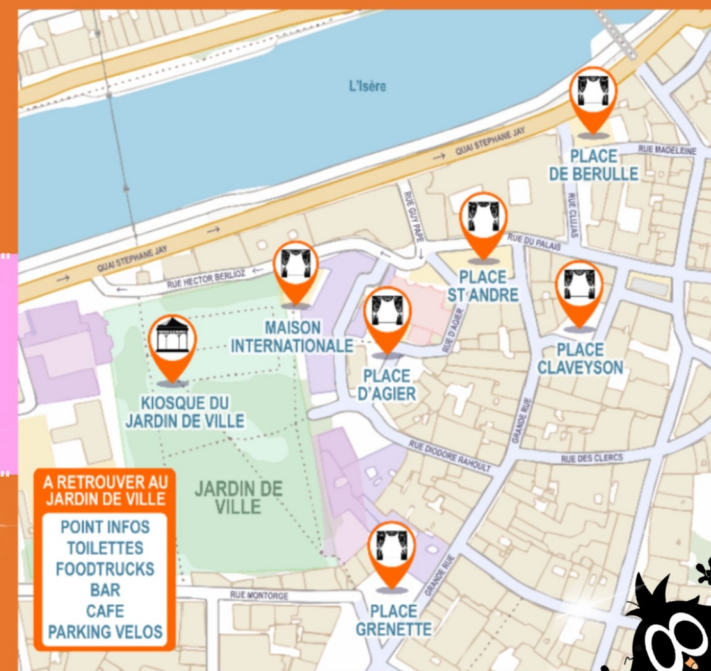 L'Isère
QUAI STEPHANE JAY
PLACE
DE BERULLE
RUE MADELEINE
RUE CUJAS
RUE GUY PAPE
RUE DU PALAIS
PLACE
ST ANDRE
QUAI STEPHANE JAY
RUE HECTOR BERLIOZ
MAISON
INTERNATIONALE
RUE D'AGIER
PLACE
D'AGIER
PLACE
CLAVEYSON
KIOSQUE DU
JARDIN DE VILLE
GRANDE RUE
RUE DIODORE RAHOULT
RUE DES CLERCS
A RETROUVER AU
JARDIN DE VILLE
POINT INFOS
TOILETTES
FOODTRUCKS
BAR
CAFE
PARKING VELOS
JARDIN DE
VILLE
RUE MONTORGE
GRANDE RUE
PLACE
GRENETTE